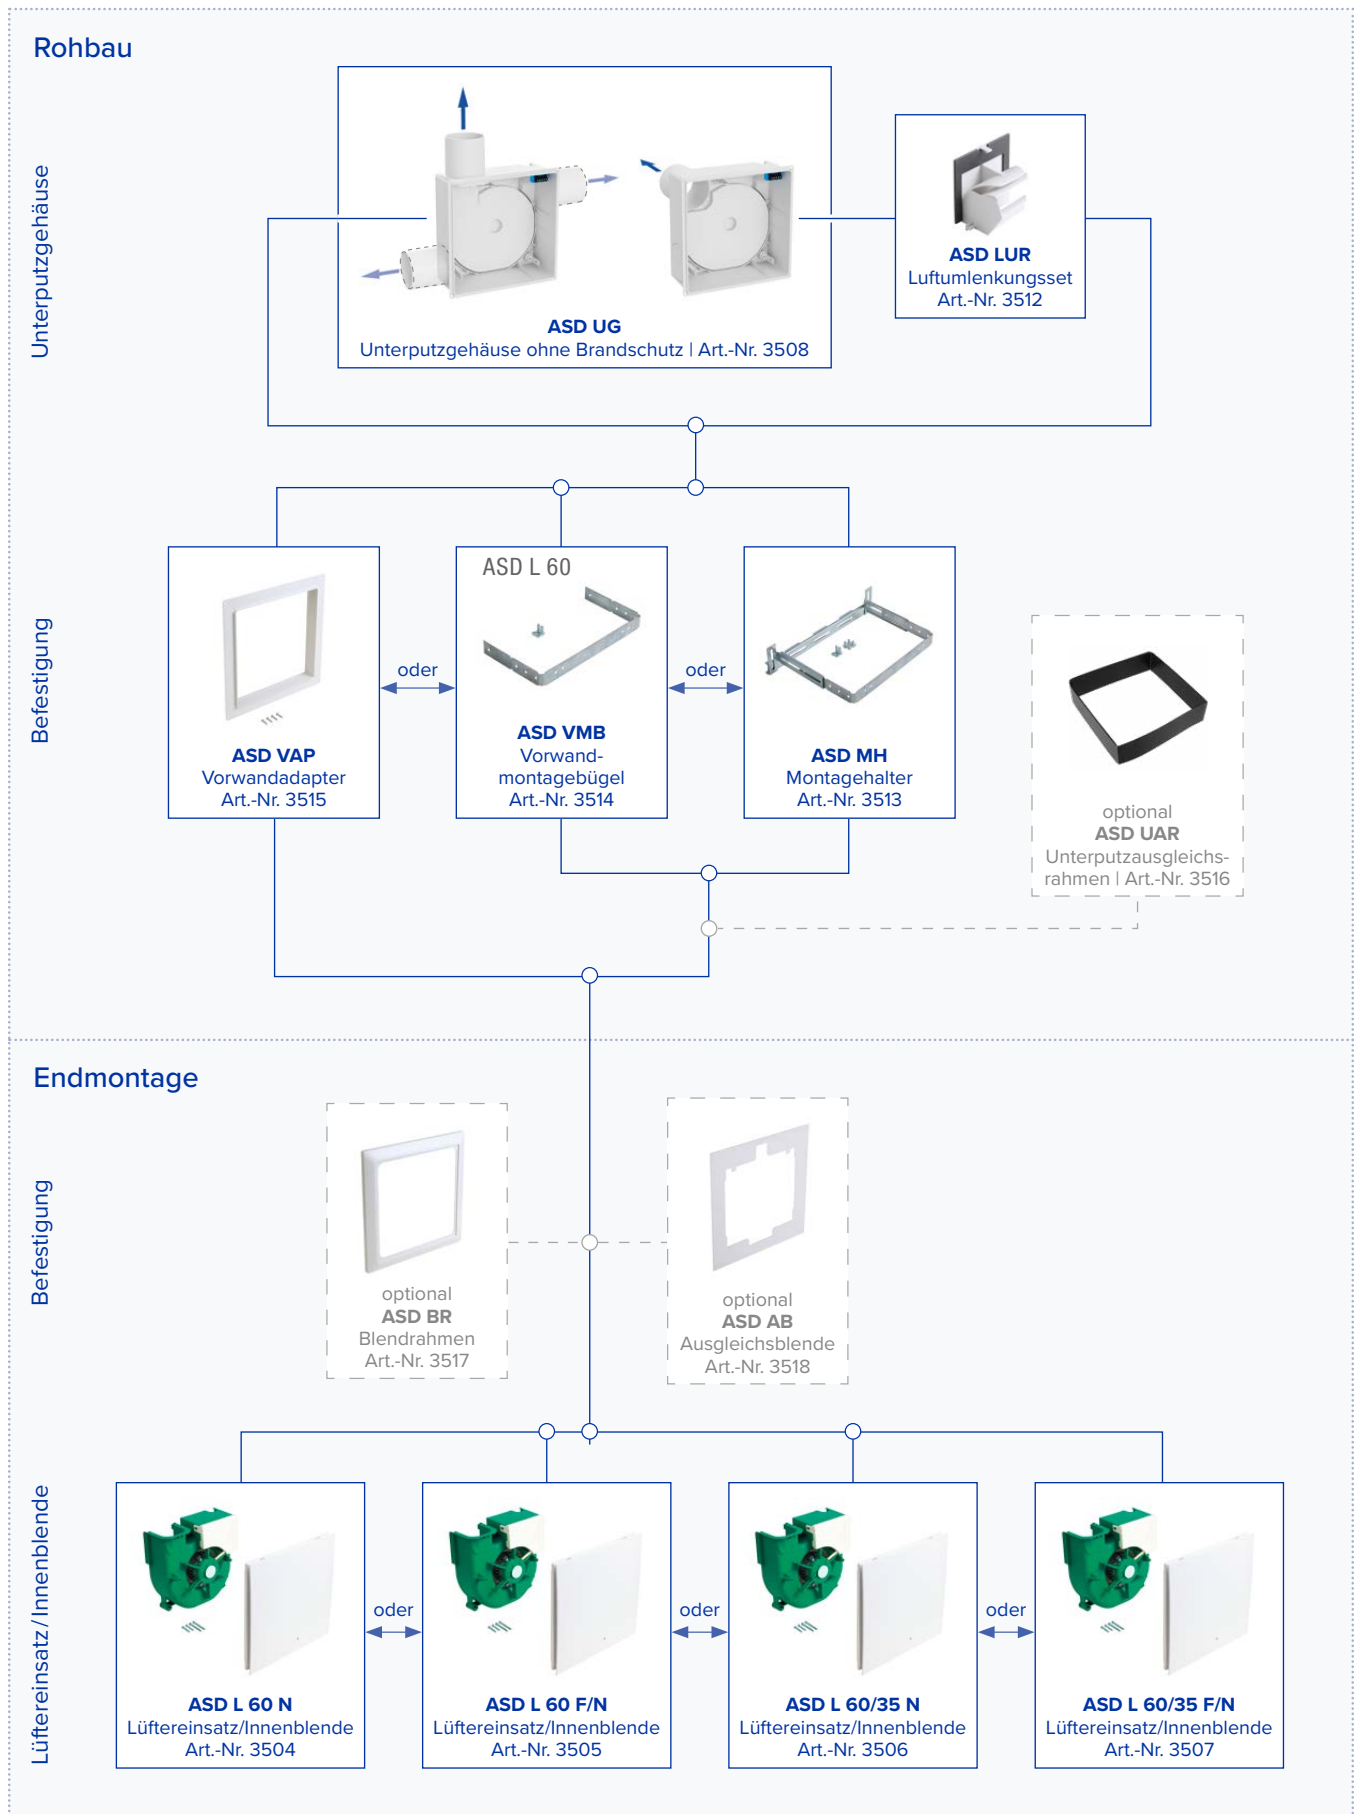 Rohbau
Unterputzgehäuse
ASD UG
Unterputzgehäuse ohne Brandschutz | Art.-Nr. 3508
ASD LUR
Luftumlenkungsset
Art.-Nr. 3512
Befestigung
ASD VAP
Vorwandadapter
Art.-Nr. 3515
oder
ASD L 60
ASD VMB
Vorwand-
montagebügel
Art.-Nr. 3514
oder
ASD MH
Montagehalter
Art.-Nr. 3513
optional
ASD UAR
Unterputzausgleichs-
rahmen | Art.-Nr. 3516
Endmontage
Befestigung
optional
ASD BR
Blendrahmen
Art.-Nr. 3517
optional
ASD AB
Ausgleichsblende
Art.-Nr. 3518
Lüftereinsatz/Innenblende
ASD L 60 N
Lüftereinsatz/Innenblende
Art.-Nr. 3504
oder
ASD L 60 F/N
Lüftereinsatz/Innenblende
Art.-Nr. 3505
oder
ASD L 60/35 N
Lüftereinsatz/Innenblende
Art.-Nr. 3506
oder
ASD L 60/35 F/N
Lüftereinsatz/Innenblende
Art.-Nr. 3507